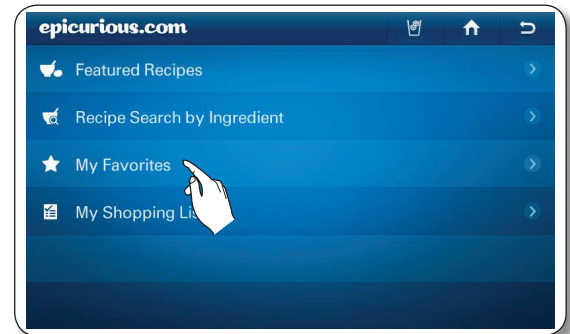 epicurious.com
Featured Recipes
Recipe Search by Ingredient
My Favorites
My Shopping Lis